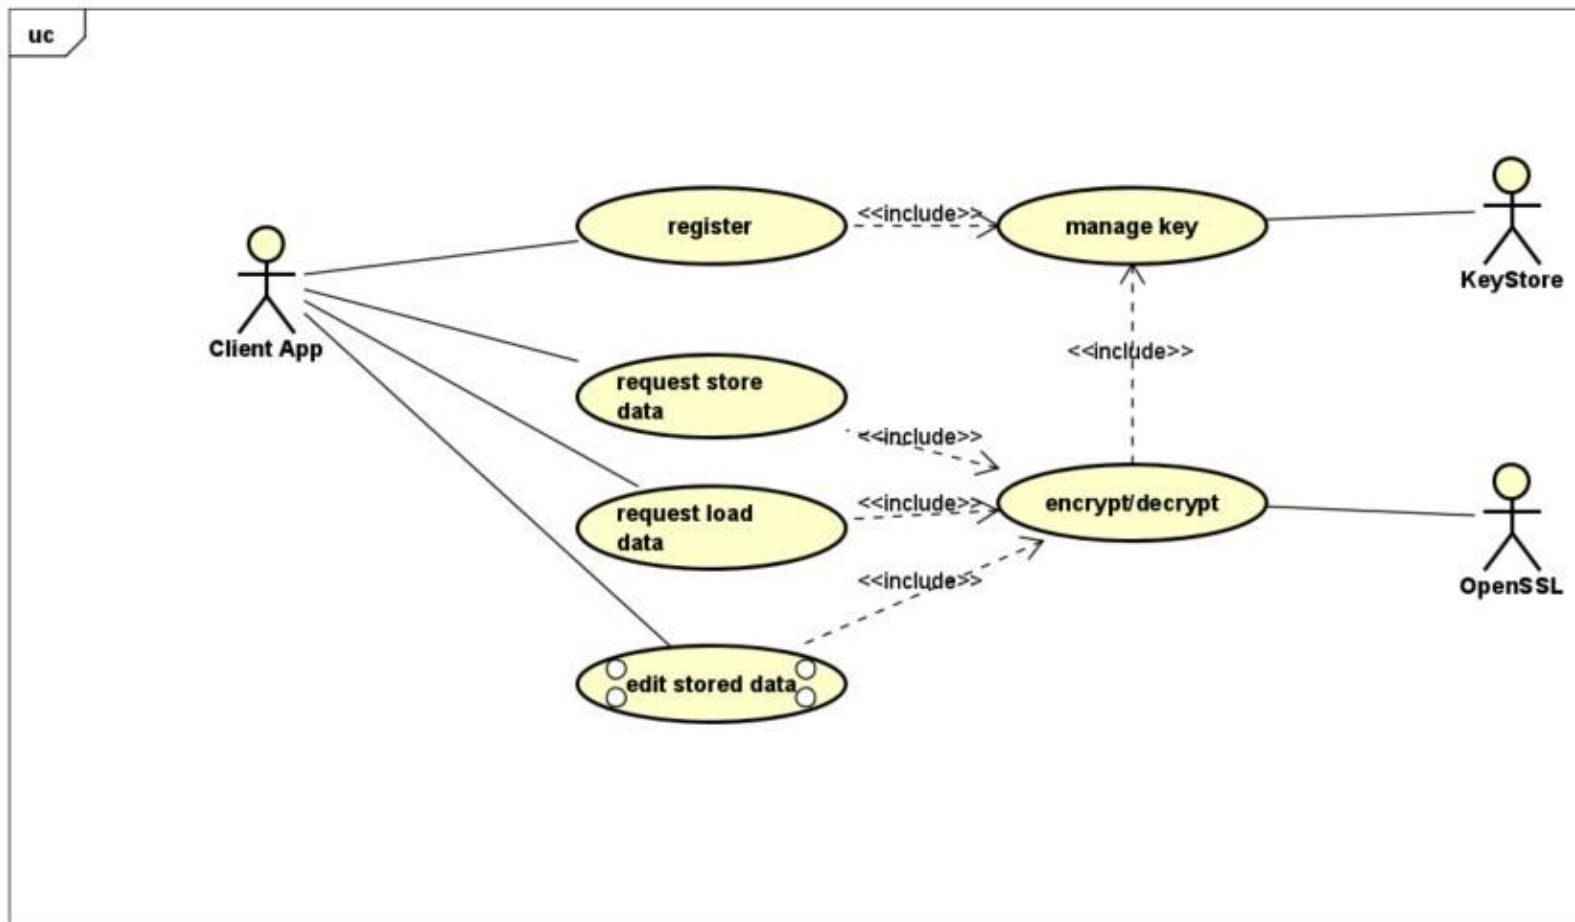 uc
register
<<include>>
manage key
KeyStore
Client App
<<include>>
request store
data
<<include>>
request load
data
<<include>>
encrypt/decrypt
OpenSSL
<<include>>
edit stored data